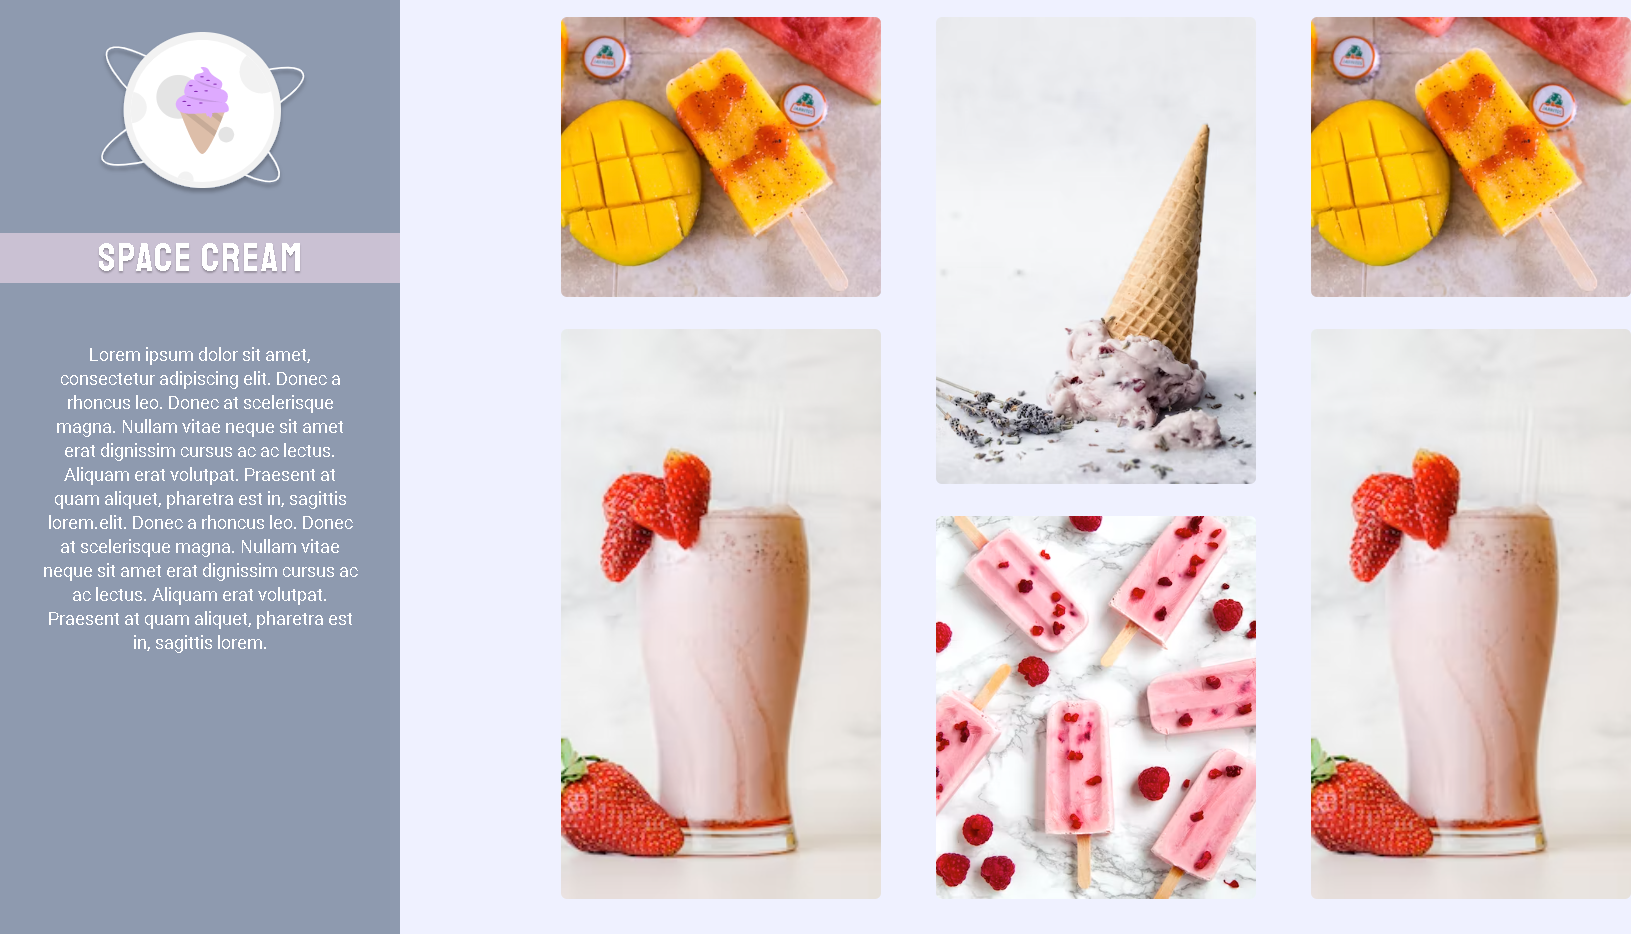 SPACE CREAM
Lorem ipsum dolor sit amet,
consectetur adipiscing elit. Donec a
rhoncus leo. Donec at scelerisque
magna. Nullam vitae neque sit amet
erat dignissim cursus ac ac lectus.
Aliquam erat volutpat. Praesent at
quam aliquet, pharetra est in, sagittis
lorem.elit. Donec a rhoncus leo. Donec
at scelerisque magna. Nullam vitae
neque sit amet erat dignissim cursus ac
ac lectus. Aliquam erat volutpat.
Praesent at quam aliquet, pharetra est
in, sagittis lorem.